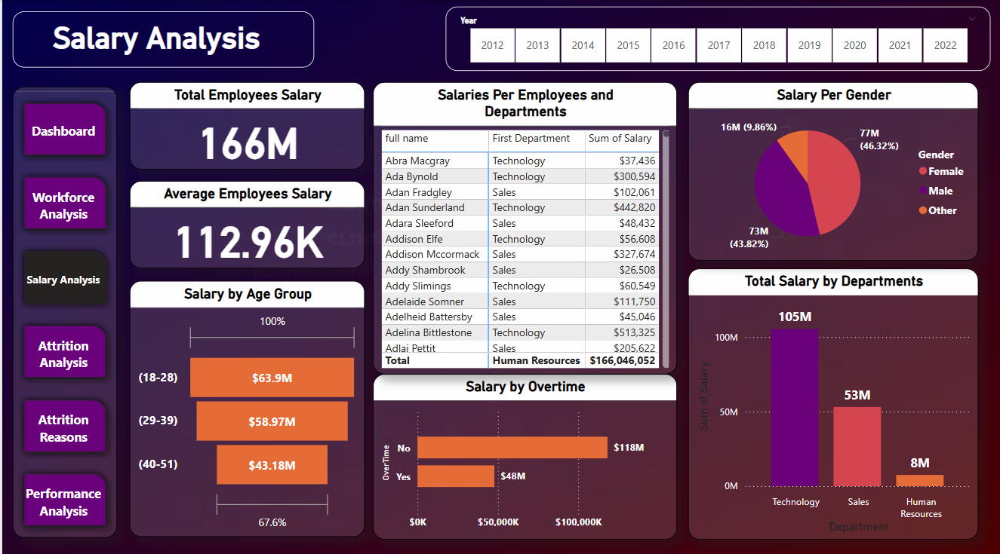 Salary Analysis
Year
2012 2013 2014 2015 2016 2017 2018 2019 2020 2021 2022
Dashboard
Workforce
Analysis
Salary Analysis
Attrition
Analysis
Attrition
Reasons
Performance
Analysis
Total Employees Salary
166M
Average Employees Salary
112.96K
Salary by Age Group
100%
(18-28) $63.9M
(29-39) $58.97M
(40-51) $43.18M
67.6%
Salaries Per Employees and
Departments
full name First Department Sum of Salary
Abra Macgray Technology $37,436
Ada Bynold Technology $300,594
Adan Fradgley Sales $102,061
Adan Sunderland Technology $442,820
Adara Sleeford Sales $48,432
Addison Elfe Technology $56,608
Addison Mccormack Sales $327,674
Addy Shambrook Sales $26,508
Addy Slimings Technology $60,549
Adelaide Somner Sales $111,750
Adelheid Battersby Sales $45,046
Adelina Bittlestone Technology $513,325
Adlai Pettit Sales $205,622
Total Human Resources $166,046,052
Salary by Overtime
OverTime
No $118M
Yes $48M
$0K $50,000K $100,000K
Salary Per Gender
16M (9.86%)
77M
(46.32%)
73M
(43.82%)
Gender
Female
Male
Other
Total Salary by Departments
Sum of Salary
100M
50M
0M
105M
53M
8M
Technology Sales Human
Resources
Department